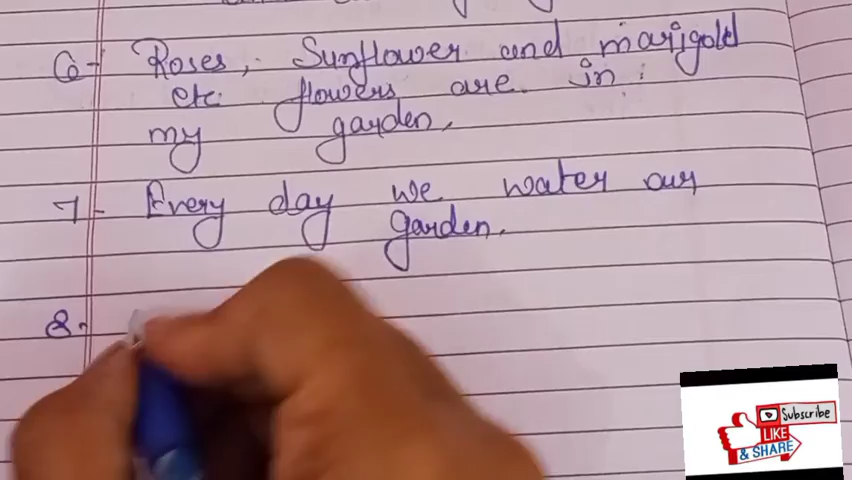 6- Roses, Sunflower and marigold
etc. flowers are in
my garden.
7- Every day we water our
garden.
8.
Subscribe
LIKE
& SHARE